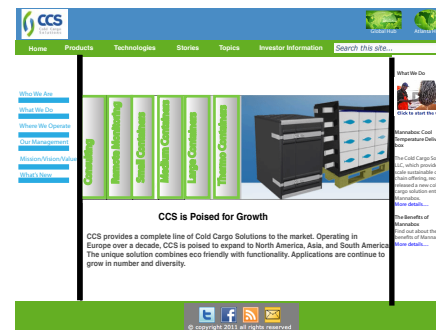 CCS
Cold Cargo
Solutions
Global Hub
Home Products Technologies Stories Topics Investor Information Search this site...
What We Do
Who We Are
What We Do
Where We Operate
Our Management
Mission/Vision/Value
What's New
Consulting
Remote Monitoring
Small Containers
Medium Containers
Large Containers
Thermo Containers
Click to start the
Mannabox: Cool
Temperature Deliv
box
The Cold Cargo So
LLC, which provid
scale sustainable c
chain offering, rec
released a new col
cargo solution ent
Mannabox.
More details....
The Benefits of
Mannabox
Find out about the
benefits of Manna
More details....
CCS is Poised for Growth
CCS provides a complete line of Cold Cargo Solutions to the market. Operating in
Europe over a decade, CCS is poised to expand to North America, Asia, and South America
The unique solution combines eco friendly with functionality. Applications are continue to
grow in number and diversity.
© copyright 2011 all rights reserved